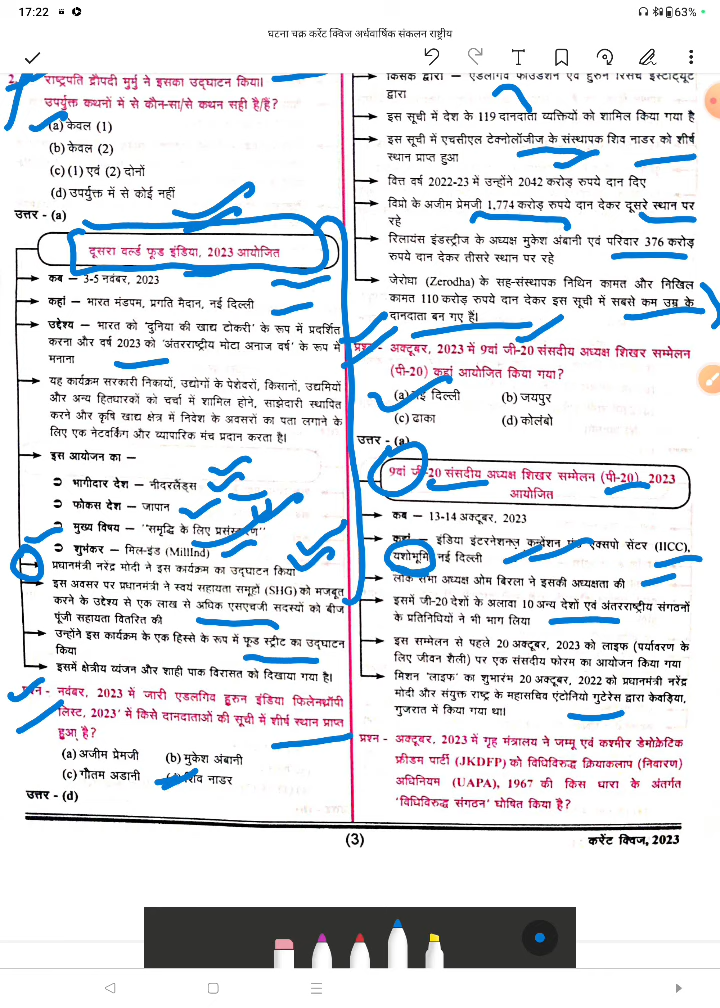 17:22
63%
घटना चक्र करेंट क्विज अर्धवार्षिक संकलन राष्ट्रीय
2.
राष्ट्रपति द्रौपदी मुर्मु ने इसका उद्घाटन किया।
उपर्युक्त कथनों में से कौन-सा/से कथन सही है/हैं?
(a) केवल (1)
(b) केवल (2)
(c) (1) एवं (2) दोनों
(d) उपर्युक्त में से कोई नहीं
उत्तर - (a)
दूसरा वर्ल्ड फूड इंडिया, 2023 आयोजित
कब – 3-5 नवंबर, 2023
कहां – भारत मंडपम, प्रगति मैदान, नई दिल्ली
उद्देश्य – भारत को 'दुनिया की खाद्य टोकरी' के रूप में प्रदर्शित
करना और वर्ष 2023 को 'अंतरराष्ट्रीय मोटा अनाज वर्ष' के रूप में
मनाना
यह कार्यक्रम सरकारी निकायों, उद्योगों के पेशेवरों, किसानों, उद्यमियों
और अन्य हितधारकों को चर्चा में शामिल होने, साझेदारी स्थापित
करने और कृषि खाद्य क्षेत्र में निवेश के अवसरों का पता लगाने के
लिए एक नेटवर्किंग और व्यापारिक मंच प्रदान करता है।
इस आयोजन का –
भागीदार देश – नीदरलैंड्स
फोकस देश – जापान
मुख्य विषय – ''समृद्धि के लिए प्रसंस्करण''
शुभंकर – मिल-इंड (MillInd)
प्रधानमंत्री नरेंद्र मोदी ने इस कार्यक्रम का उद्घाटन किया
इस अवसर पर प्रधानमंत्री ने स्वयं सहायता समूहों (SHG) को मजबूत
करने के उद्देश्य से एक लाख से अधिक एसएचजी सदस्यों को बीज
पूंजी सहायता वितरित की
उन्होंने इस कार्यक्रम के एक हिस्से के रूप में फूड स्ट्रीट का उद्घाटन
किया
इसमें क्षेत्रीय व्यंजन और शाही पाक विरासत को दिखाया गया है।
प्रश्न - नवंबर, 2023 में जारी एडलगिव हुरुन इंडिया फिलेनथ्रॉपी
लिस्ट, 2023' में किसे दानदाताओं की सूची में शीर्ष स्थान प्राप्त
हुआ है?
(a) अजीम प्रेमजी (b) मुकेश अंबानी
(c) गौतम अडानी (d) शिव नाडर
उत्तर - (d)
किसके द्वारा – एडलगिव फाउंडेशन एवं हुरुन रिसर्च इंस्टीट्यूट
द्वारा
इस सूची में देश के 119 दानदाता व्यक्तियों को शामिल किया गया है
इस सूची में एचसीएल टेक्नोलॉजीज के संस्थापक शिव नाडर को शीर्ष
स्थान प्राप्त हुआ
वित्त वर्ष 2022-23 में उन्होंने 2042 करोड़ रुपये दान दिए
विप्रो के अजीम प्रेमजी 1,774 करोड़ रुपये दान देकर दूसरे स्थान पर
रहे
रिलायंस इंडस्ट्रीज के अध्यक्ष मुकेश अंबानी एवं परिवार 376 करोड़
रुपये दान देकर तीसरे स्थान पर रहे
जेरोधा (Zerodha) के सह-संस्थापक निथिन कामत और निखिल
कामत 110 करोड़ रुपये दान देकर इस सूची में सबसे कम उम्र के
दानदाता बन गए हैं।
प्रश्न - अक्टूबर, 2023 में 9वां जी-20 संसदीय अध्यक्ष शिखर सम्मेलन
(पी-20) कहां आयोजित किया गया?
(a) नई दिल्ली (b) जयपुर
(c) ढाका (d) कोलंबो
उत्तर - (a)
9वां जी-20 संसदीय अध्यक्ष शिखर सम्मेलन (पी-20), 2023
आयोजित
कब – 13-14 अक्टूबर, 2023
कहां – इंडिया इंटरनेशनल कन्वेंशन एंड एक्सपो सेंटर (IICC),
यशोभूमि, नई दिल्ली
लोक सभा अध्यक्ष ओम बिरला ने इसकी अध्यक्षता की
इसमें जी-20 देशों के अलावा 10 अन्य देशों एवं अंतरराष्ट्रीय संगठनों
के प्रतिनिधियों ने भी भाग लिया
इस सम्मेलन से पहले 20 अक्टूबर, 2023 को लाइफ (पर्यावरण के
लिए जीवन शैली) पर एक संसदीय फोरम का आयोजन किया गया
मिशन 'लाइफ' का शुभारंभ 20 अक्टूबर, 2022 को प्रधानमंत्री नरेंद्र
मोदी और संयुक्त राष्ट्र के महासचिव एंटोनियो गुटेरेस द्वारा केवड़िया,
गुजरात में किया गया था।
प्रश्न - अक्टूबर, 2023 में गृह मंत्रालय ने जम्मू एवं कश्मीर डेमोक्रेटिक
फ्रीडम पार्टी (JKDFP) को विधिविरुद्ध क्रियाकलाप (निवारण)
अधिनियम (UAPA), 1967 की किस धारा के अंतर्गत
'विधिविरुद्ध संगठन' घोषित किया है?
(3)
करेंट क्विज, 2023